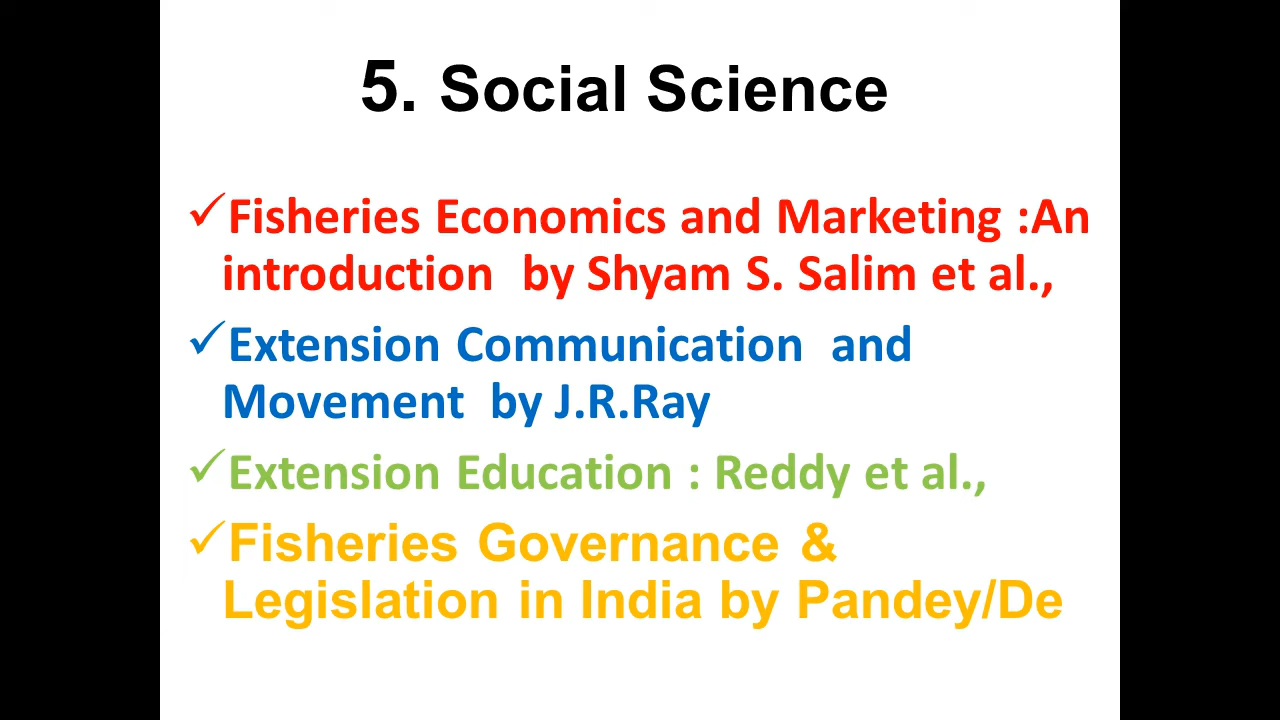 5. Social Science
✓Fisheries Economics and Marketing :An
introduction by Shyam S. Salim et al.,
✓Extension Communication and
Movement by J.R.Ray
✓Extension Education : Reddy et al.,
✓Fisheries Governance &
Legislation in India by Pandey/De